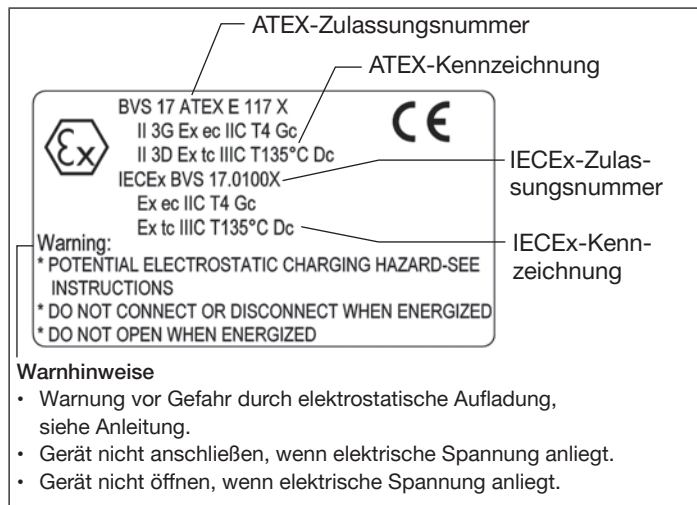 ATEX-Zulassungsnummer
ATEX-Kennzeichnung
BVS 17 ATEX E 117 X
II 3G Ex ec IIC T4 Gc
II 3D Ex tc IIIC T135°C Dc
IECEx BVS 17.0100X
Ex ec IIC T4 Gc
Ex tc IIIC T135°C Dc
Ex
CE
IECEx-Zulas-
sungsnummer
IECEx-Kenn-
zeichnung
Warning:
* POTENTIAL ELECTROSTATIC CHARGING HAZARD-SEE
INSTRUCTIONS
* DO NOT CONNECT OR DISCONNECT WHEN ENERGIZED
* DO NOT OPEN WHEN ENERGIZED
Warnhinweise
• Warnung vor Gefahr durch elektrostatische Aufladung,
siehe Anleitung.
• Gerät nicht anschließen, wenn elektrische Spannung anliegt.
• Gerät nicht öffnen, wenn elektrische Spannung anliegt.